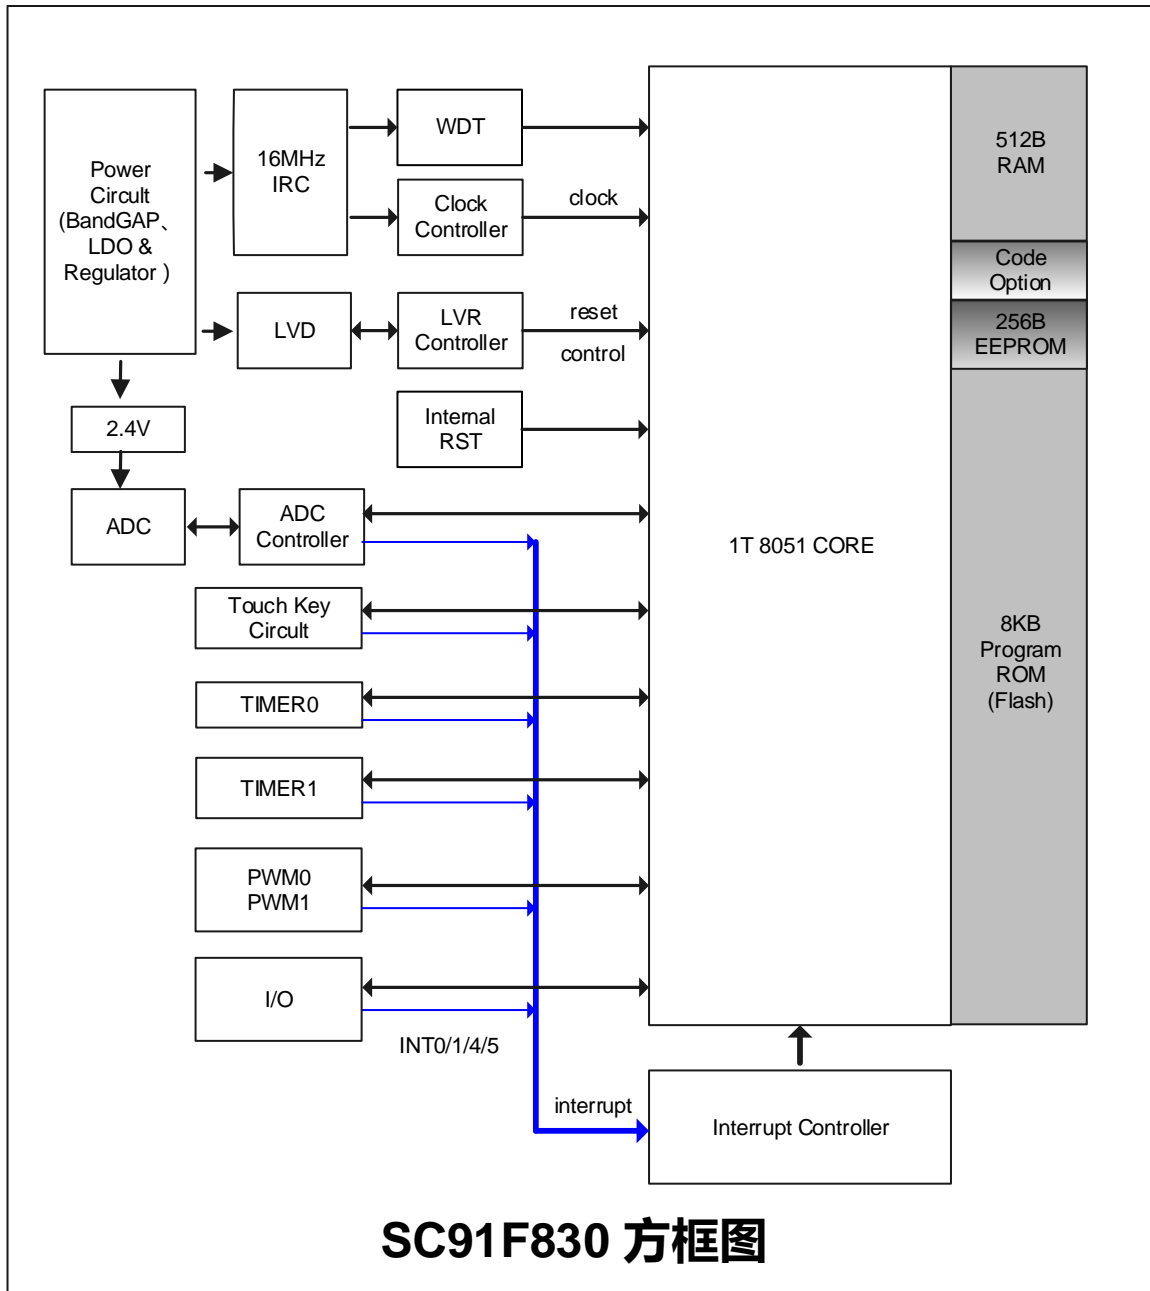 Power
Circuit
(BandGAP、
LDO &
Regulator )
16MHz
IRC
WDT
Clock
Controller
clock
LVD
LVR
Controller
reset
control
Internal
RST
2.4V
ADC
ADC
Controller
Touch Key
Circult
TIMER0
TIMER1
PWM0
PWM1
I/O
INT0/1/4/5
interrupt
1T 8051 CORE
512B
RAM
Code
Option
256B
EEPROM
8KB
Program
ROM
(Flash)
Interrupt Controller
SC91F830 方框图